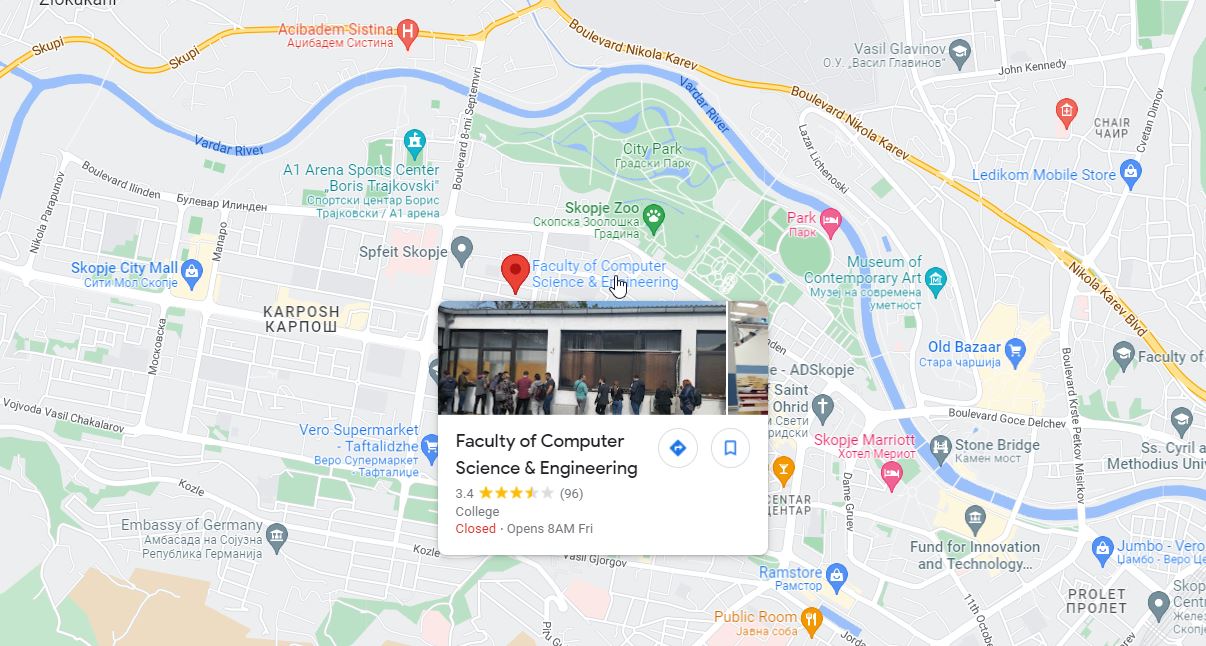 Zlokukani
Acibadem Sistina
Аџибадем Систина
H
Skupi
Skupi
Boulevard Nikola Karev
Vasil Glavinov
О.У. „Васил Главинов"
John Kennedy
Boulevard 8-mi Septemvri
Vardar River
Boulevard Nikola Karev
CHAIR
ЧАИР
Cvetan Dimov
Vardar River
Lazar Lichenoski
City Park
Градски Парк
Ledikom Mobile Store
A1 Arena Sports Center
„Boris Trajkovski"
Спортски центар Борис
Трајковски / А1 арена
Boulevard Ilinden
Булевар Илинден
Nikola Parapunov
Мапаро
Skopje Zoo
Скопска Зоолошка
Градина
Park
Парк
Spfeit Skopje
Skopje City Mall
Сити Мол Скопје
Faculty of Computer
Science & Engineering
Museum of
Contemporary Art
Музеј на современа
уметност
Nikola Karev Blvd
KARPOSH
КАРПОШ
Московска
Old Bazaar
Стара чаршија
Boulevard Krste Petkov Misirkov
Faculty of
e - ADSkopje
Saint
Ohrid
Boulevard Goce Delchev
Vojvoda Vasil Chakalarov
Vero Supermarket
- Taftalidzhe
Веро Супермаркет
- Тафталице
Faculty of Computer
Science & Engineering
3.4
(96)
College
Closed · Opens 8AM Fri
Skopje Marriott
Хотел Мериот
Stone Bridge
Камен мост
Ss. Cyril a
Methodius Univ
Kozle
CENTAR
ЦЕНТАР
Dame Gruev
Embassy of Germany
Амбасада на Сојузна
Република Германија
Kozle
Vasil Gjorgov
Fund for Innovation
and Technology...
Jumbo - Vero
Џамбо - Веро Це
Ramstore
Рамстор
11th October
PROLET
ПРОЛЕТ
Skop
Centr
Желе
Скоп
Public Room
Јавна соба
Pitu G
Jorda